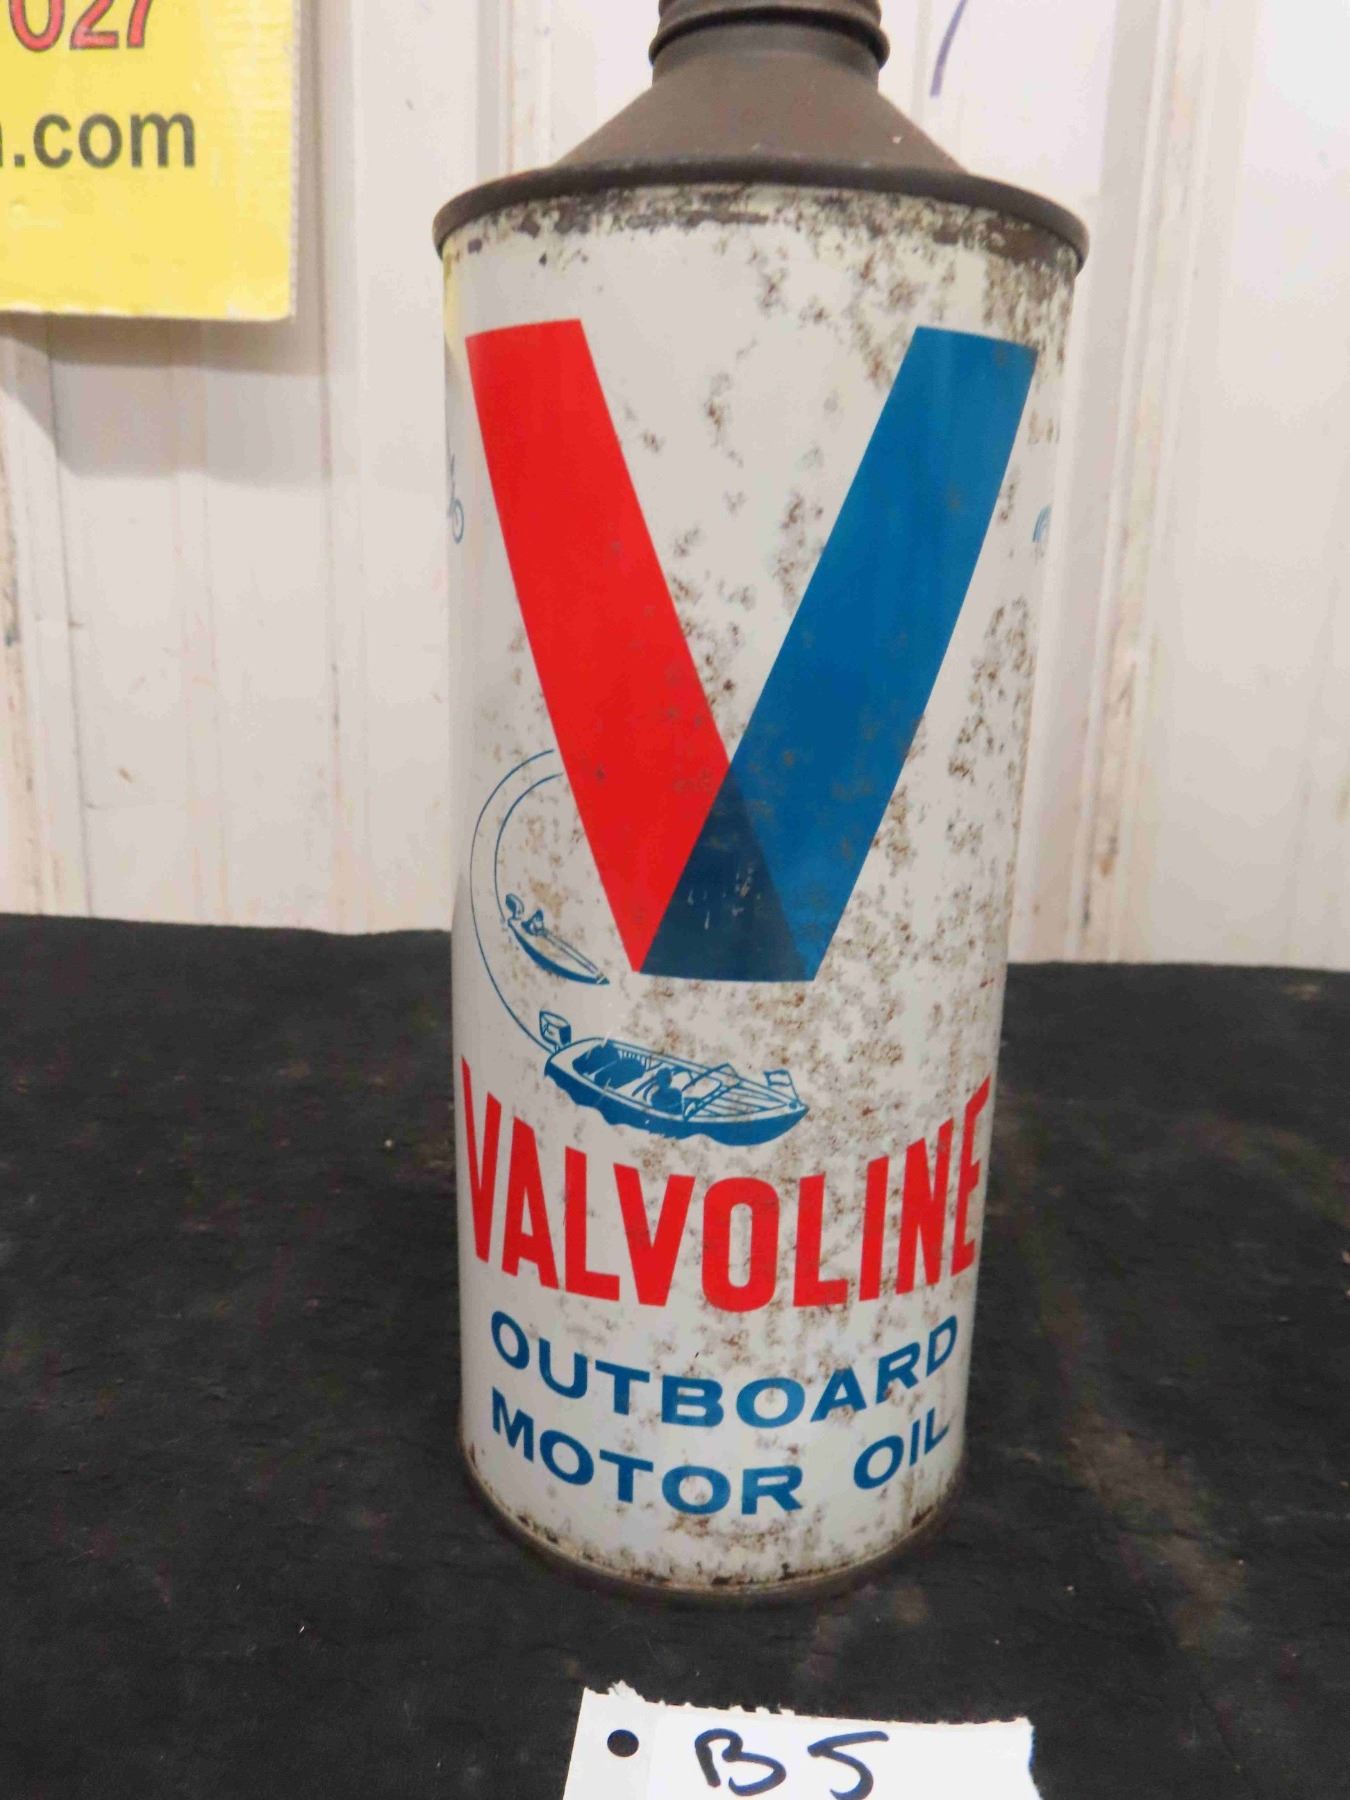 027
.com
V
VALVOLINE
OUTBOARD
MOTOR OIL
B5